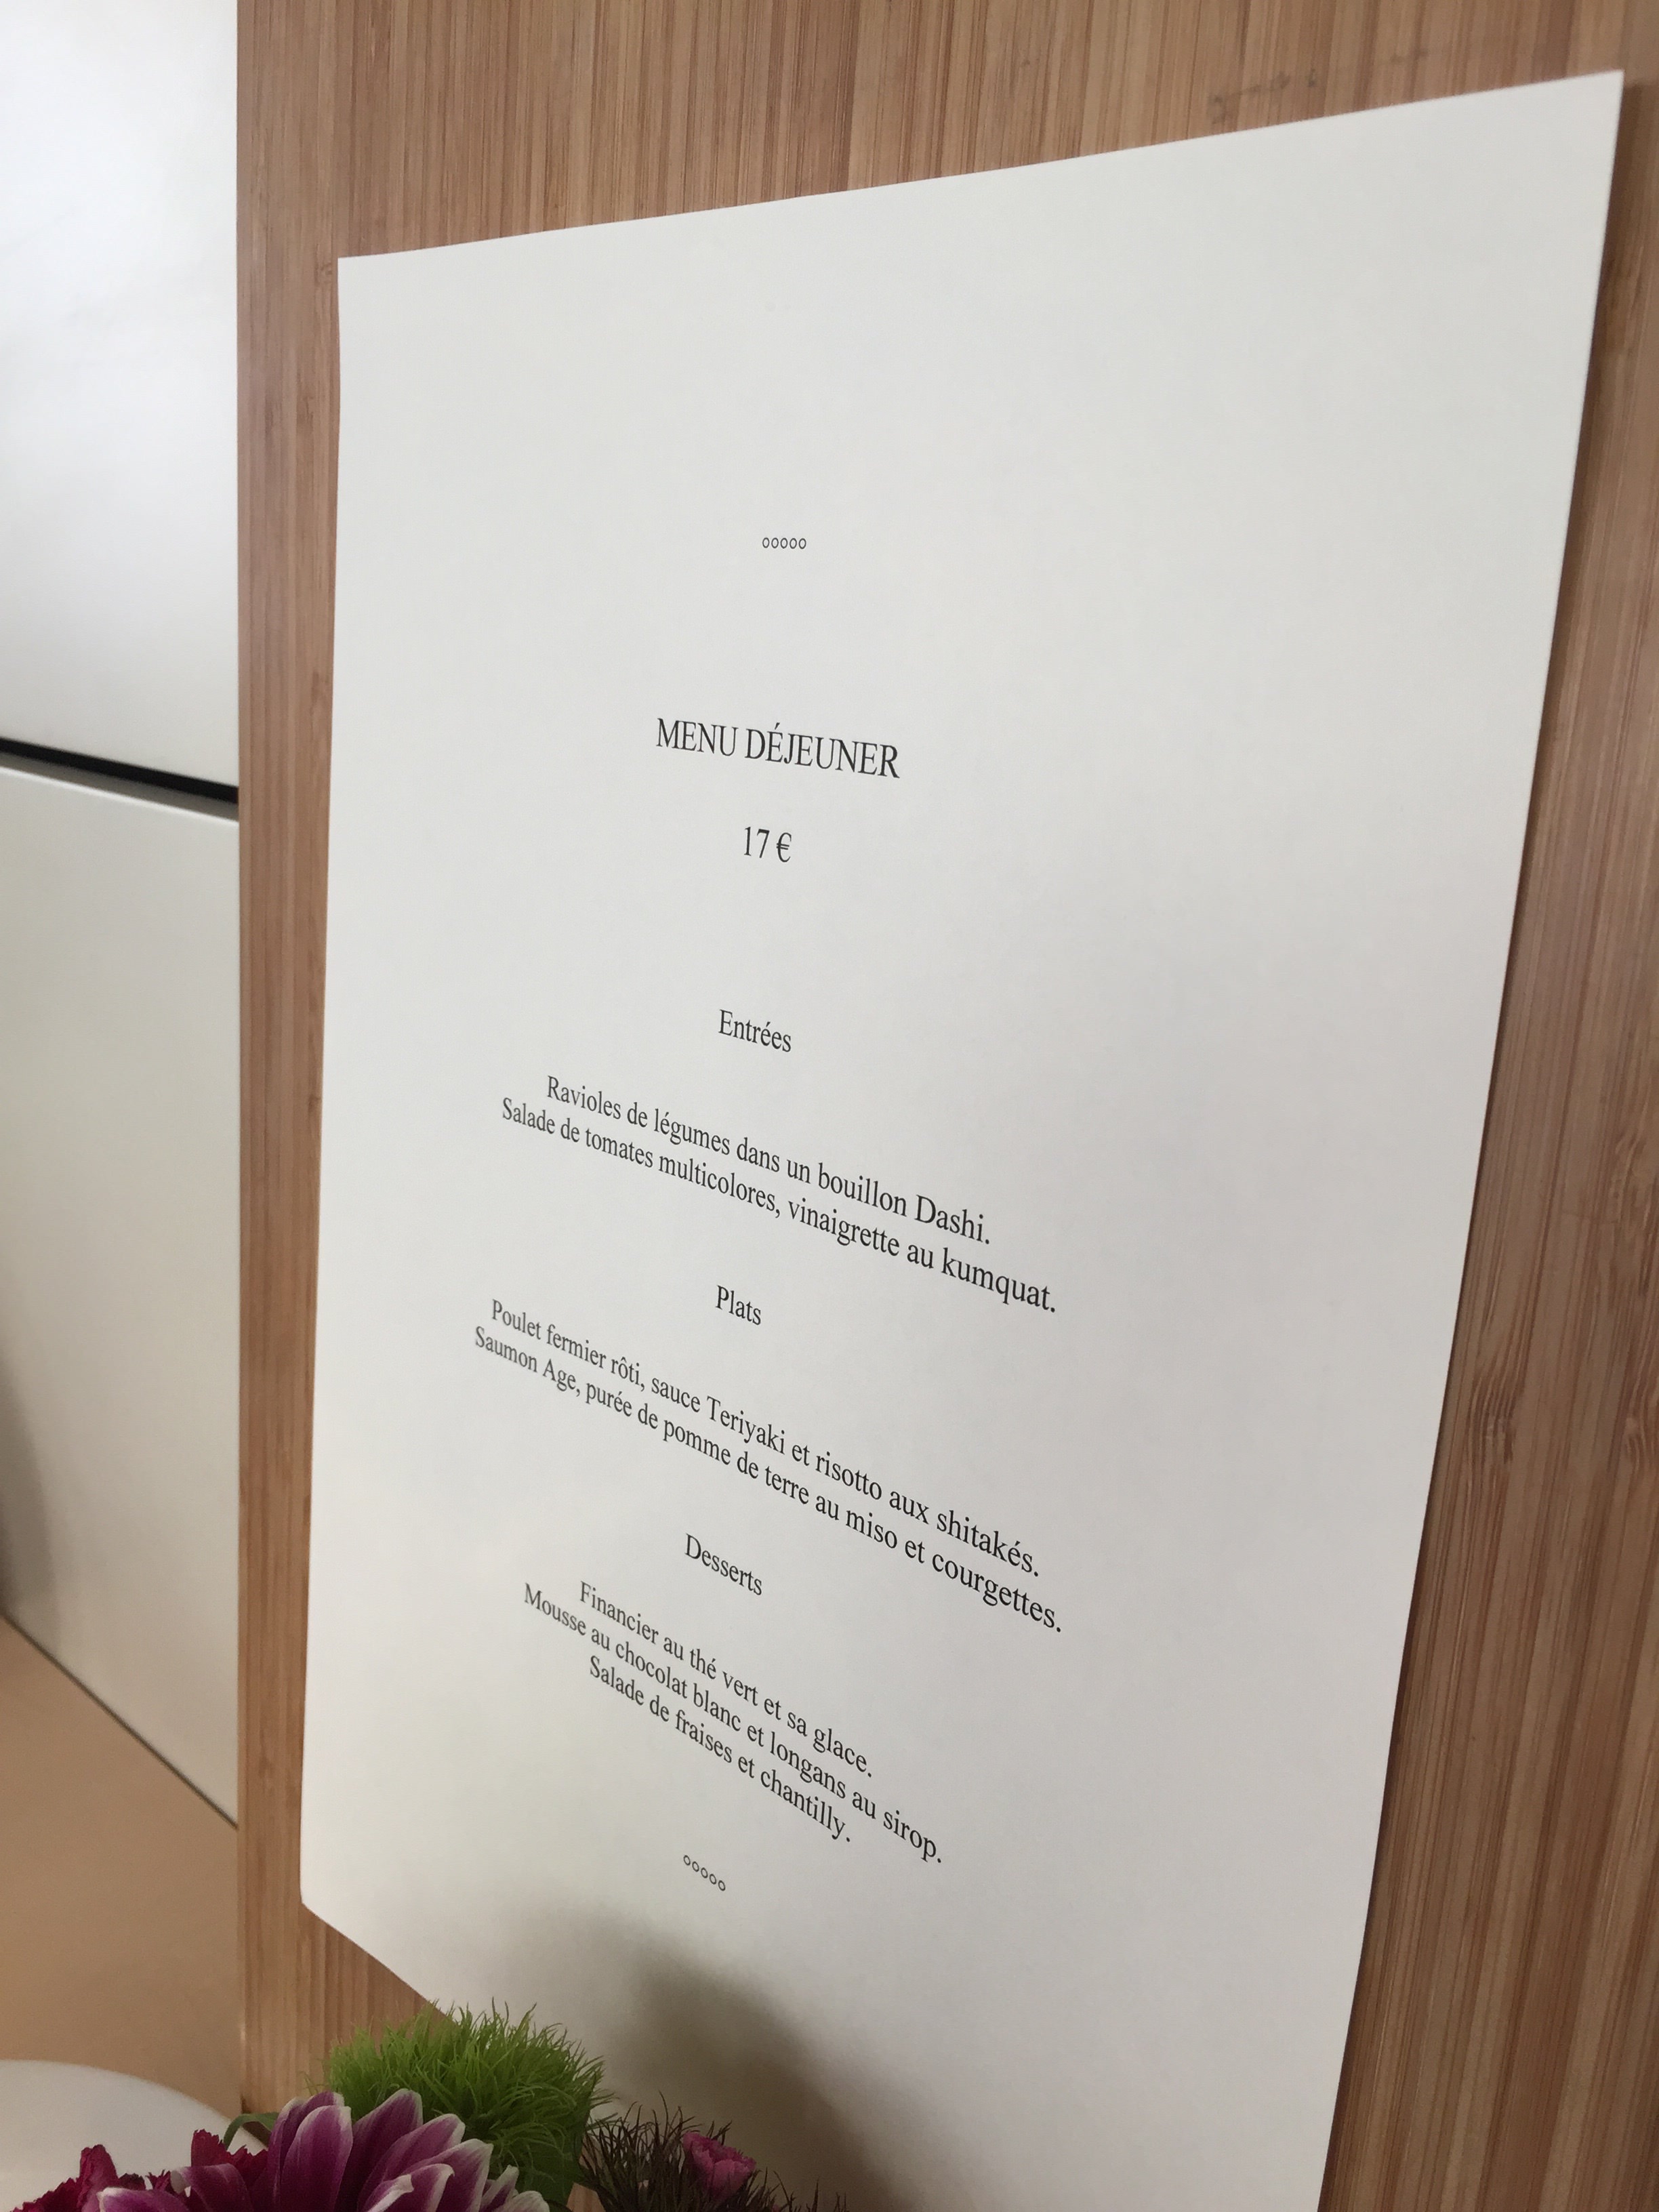 ooooo
MENU DÉJEUNER
17 €
Entrées
Ravioles de légumes dans un bouillon Dashi.
Salade de tomates multicolores, vinaigrette au kumquat.
Plats
Poulet fermier rôti, sauce Teriyaki et risotto aux shitakés.
Saumon Age, purée de pomme de terre au miso et courgettes.
Desserts
Financier au thé vert et sa glace.
Mousse au chocolat blanc et longans au sirop.
Salade de fraises et chantilly.
ooooo